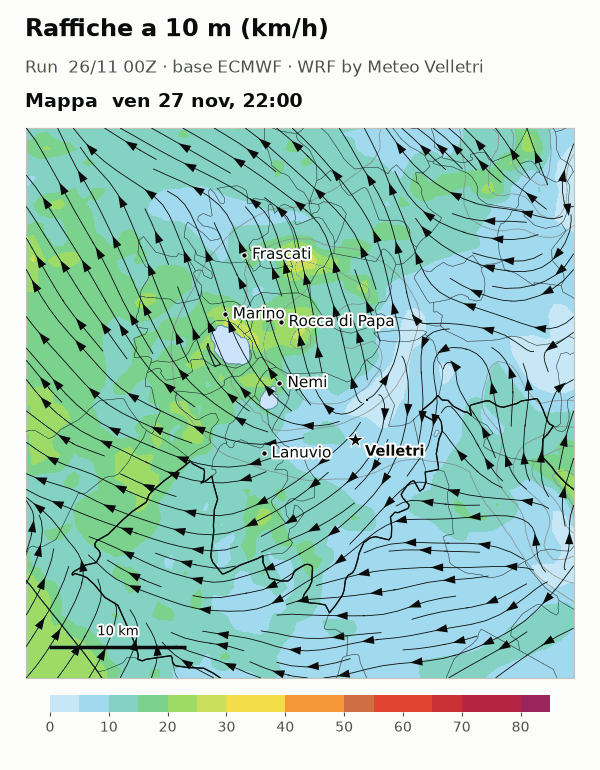 Raffiche a 10 m (km/h)
Run  26/11 00Z · base ECMWF · WRF by Meteo Velletri
Mappa  ven 27 nov, 22:00
Frascati
Marino
Rocca di Papa
Nemi
Velletri
Lanuvio
10 km
0 10 20 30 40 50 60 70 80